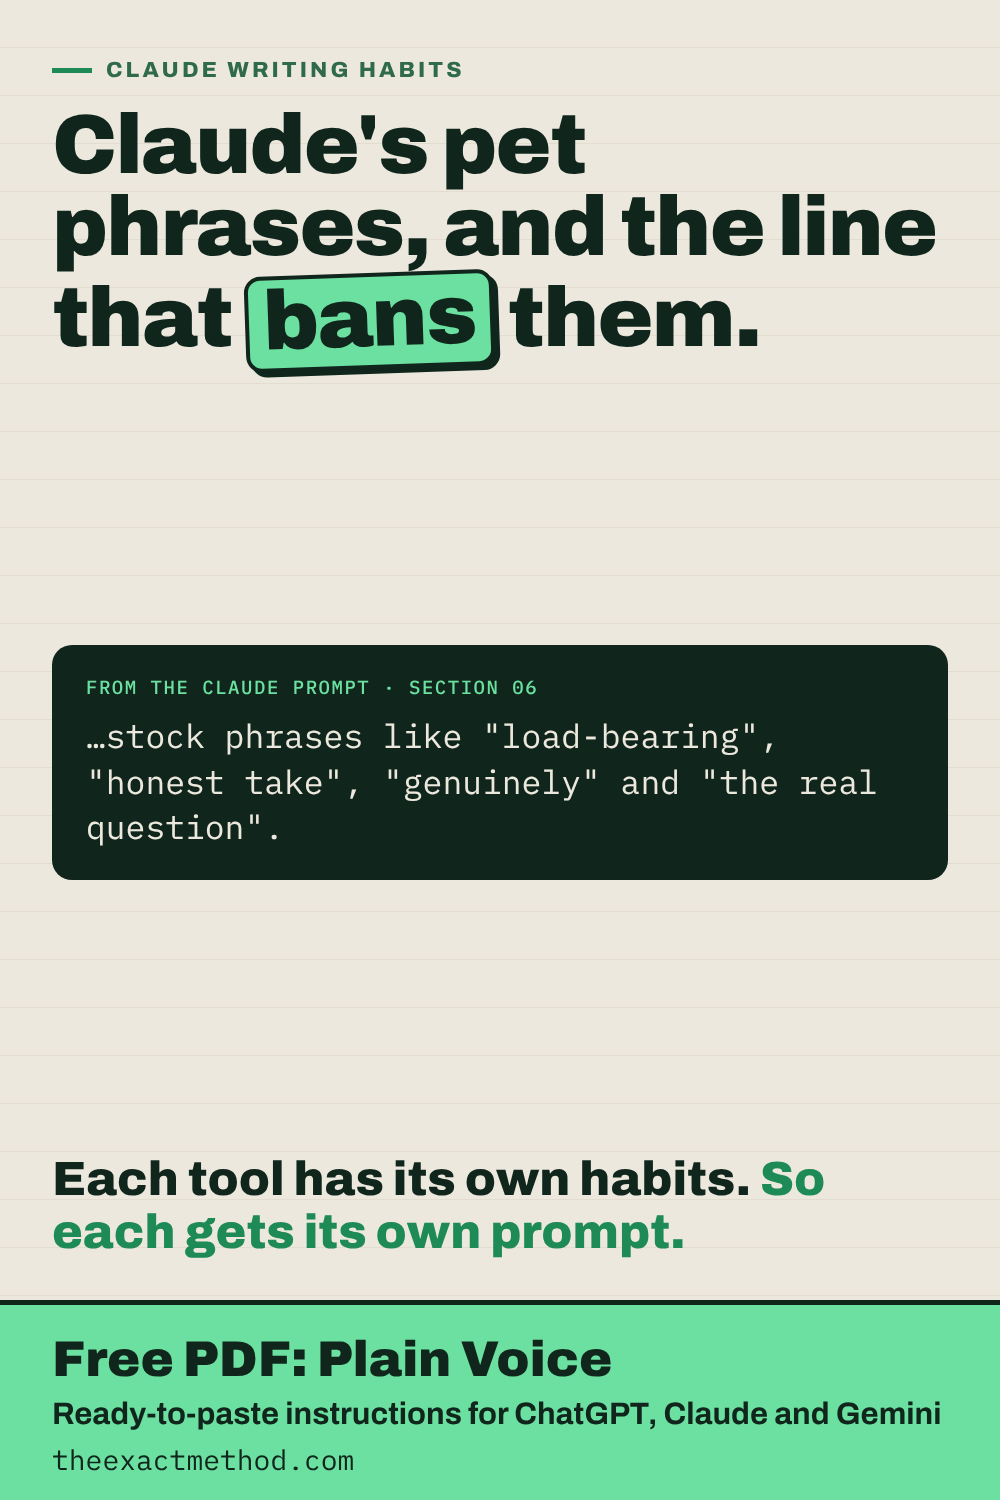 CLAUDE WRITING HABITS
Claude's pet
phrases, and the line
that bans them.
FROM THE CLAUDE PROMPT · SECTION 06
…stock phrases like "load-bearing",
"honest take", "genuinely" and "the real
question".
Each tool has its own habits. So
each gets its own prompt.
Free PDF: Plain Voice
Ready-to-paste instructions for ChatGPT, Claude and Gemini
theexactmethod.com